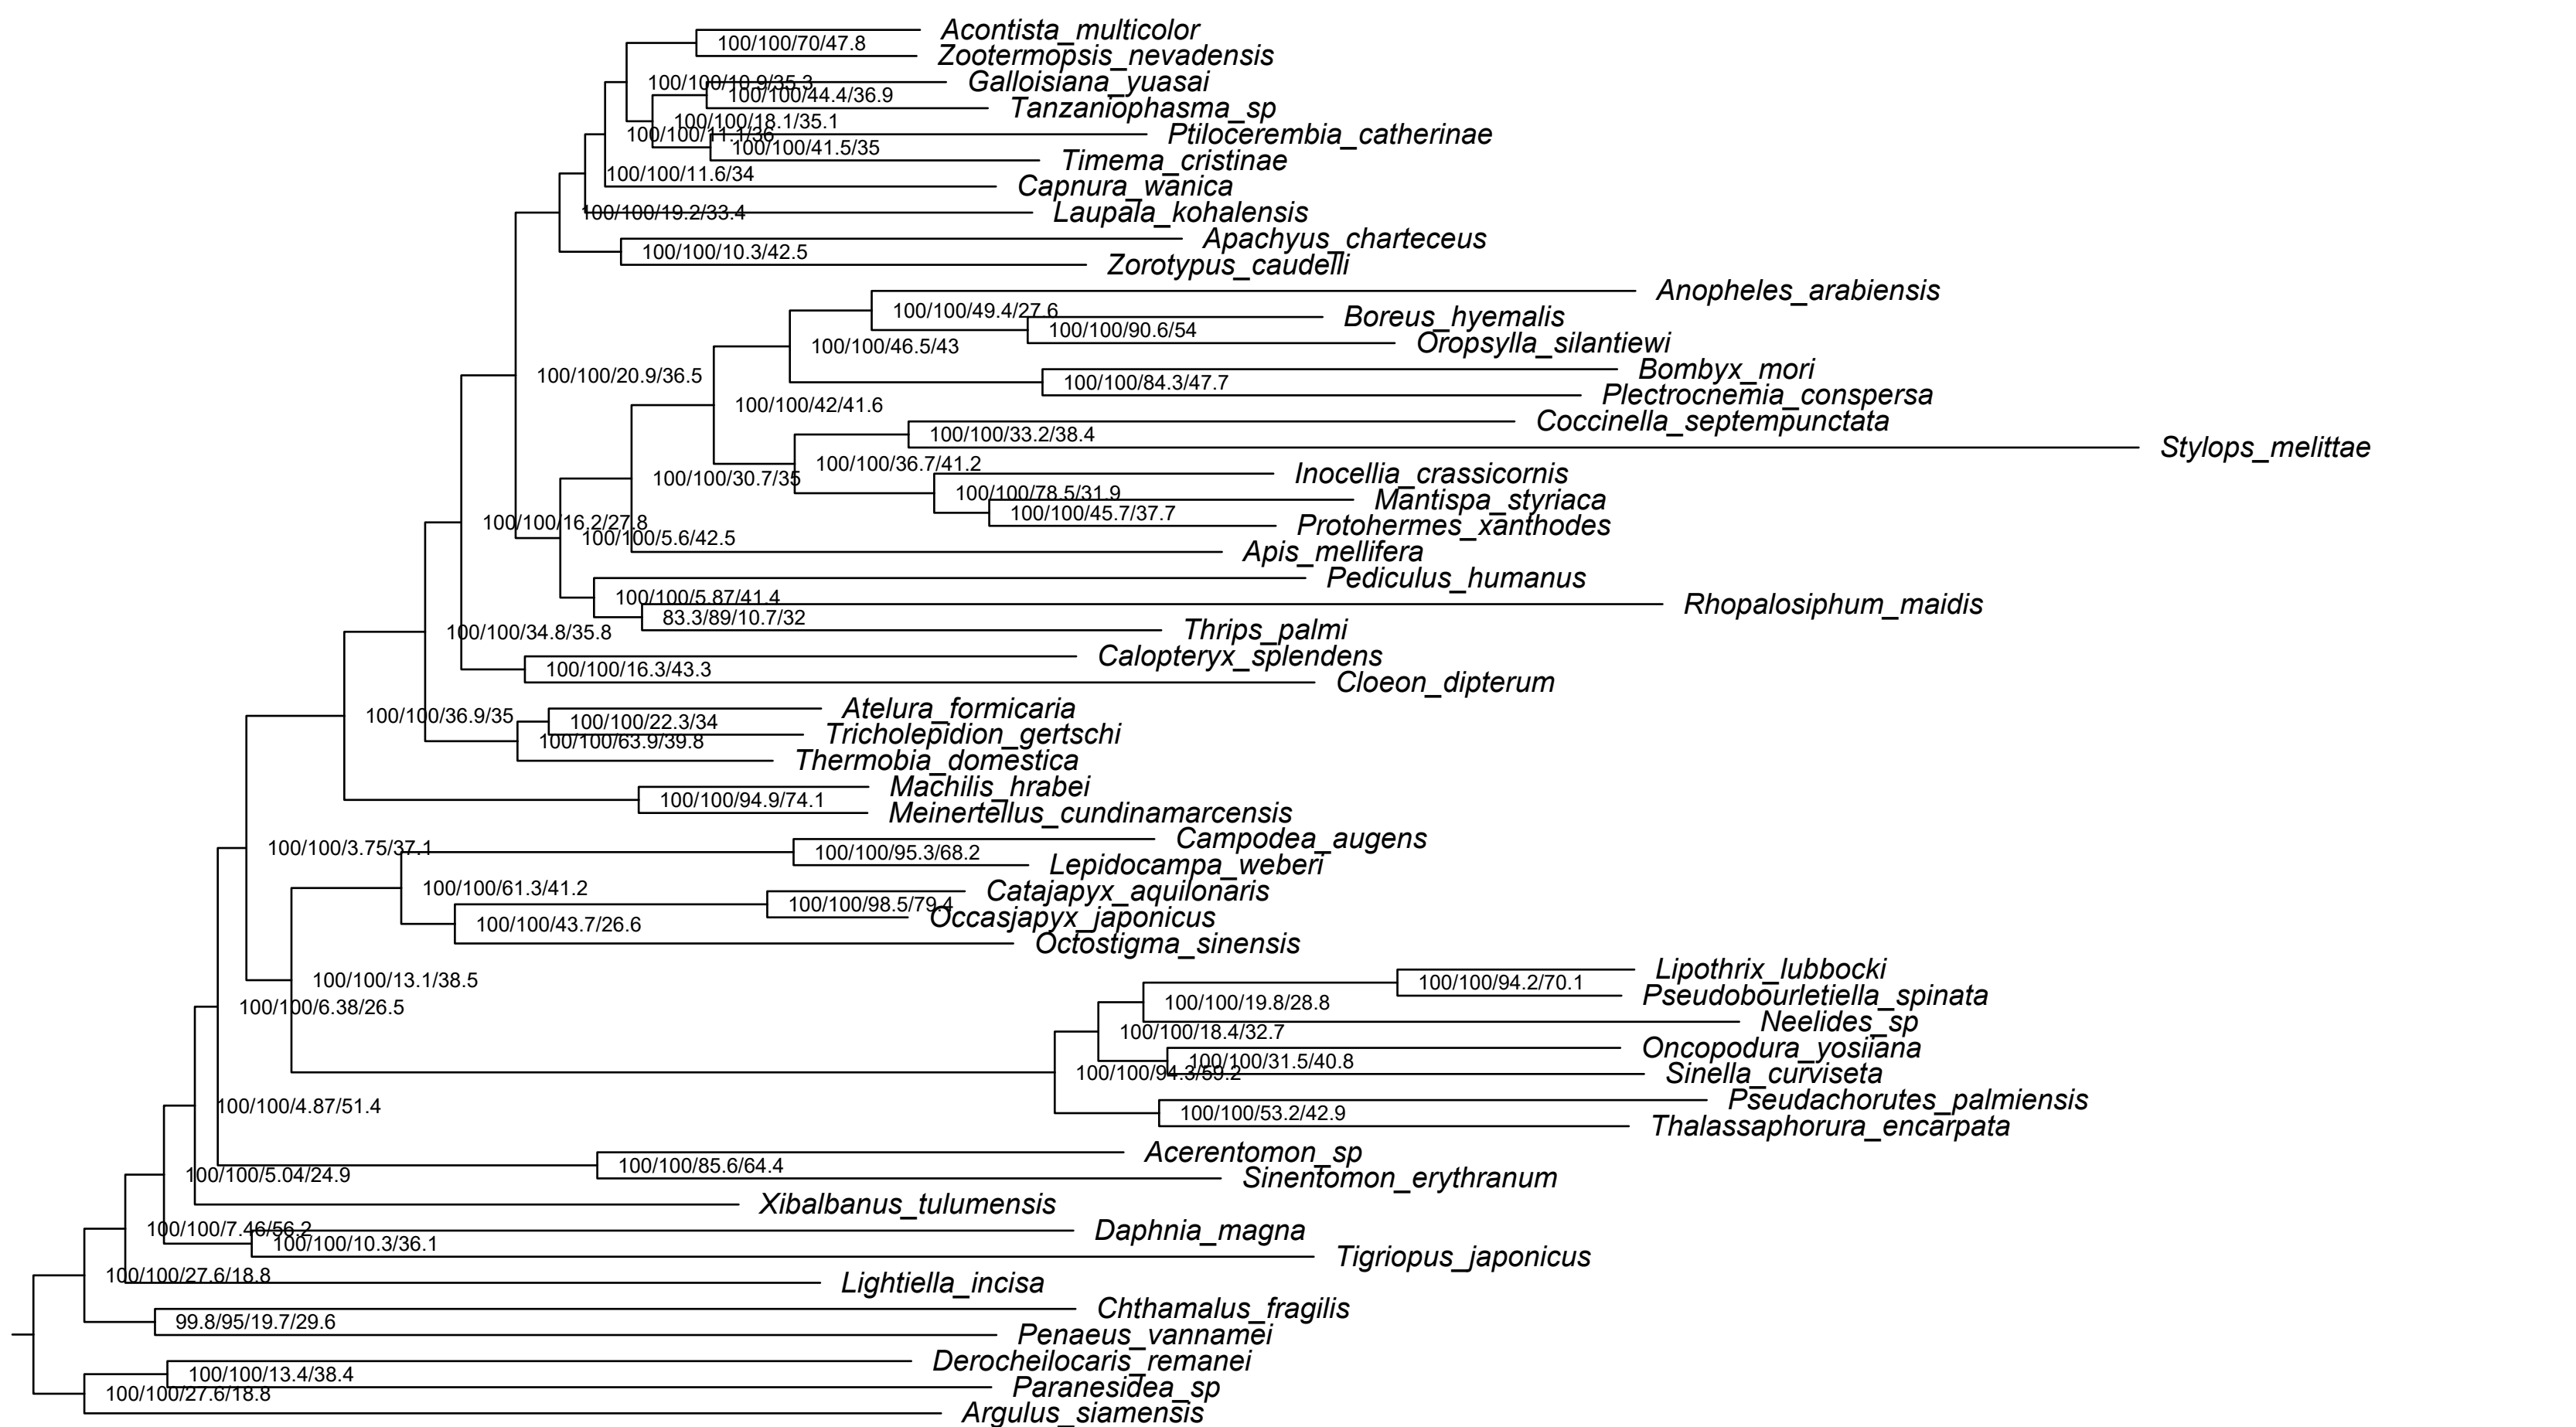 Acontista_multicolor
100/100/70/47.8
Zootermopsis_nevadensis
100/100/10.9/35.3
Galloisiana_yuasai
100/100/44.4/36.9
Tanzaniophasma_sp
100/100/18.1/35.1
100/100/11.1/36
Ptilocerembia_catherinae
100/100/41.5/35
Timema_cristinae
100/100/11.6/34
Capnura_wanica
100/100/19.2/33.4
Laupala_kohalensis
Apachyus_charteceus
100/100/10.3/42.5
Zorotypus_caudelli
Anopheles_arabiensis
100/100/49.4/27.6
Boreus_hyemalis
100/100/90.6/54
Oropsylla_silantiewi
100/100/46.5/43
Bombyx_mori
100/100/20.9/36.5
100/100/84.3/47.7
Plectrocnemia_conspersa
100/100/42/41.6
Coccinella_septempunctata
100/100/33.2/38.4
Stylops_melittae
100/100/36.7/41.2
Inocellia_crassicornis
100/100/30.7/35
100/100/78.5/31.9
Mantispa_styriaca
100/100/45.7/37.7
Protohermes_xanthodes
100/100/16.2/27.8
100/100/5.6/42.5
Apis_mellifera
Pediculus_humanus
100/100/5.87/41.4
Rhopalosiphum_maidis
83.3/89/10.7/32
Thrips_palmi
100/100/34.8/35.8
Calopteryx_splendens
100/100/16.3/43.3
Cloeon_dipterum
Atelura_formicaria
100/100/36.9/35
100/100/22.3/34
Tricholepidion_gertschi
100/100/63.9/39.8
Thermobia_domestica
Machilis_hrabei
100/100/94.9/74.1
Meinertellus_cundinamarcensis
Campodea_augens
100/100/3.75/37.1
100/100/95.3/68.2
Lepidocampa_weberi
100/100/61.3/41.2
Catajapyx_aquilonaris
100/100/98.5/79.4
Occasjapyx_japonicus
100/100/43.7/26.6
Octostigma_sinensis
Lipothrix_lubbocki
100/100/13.1/38.5
100/100/94.2/70.1
Pseudobourletiella_spinata
100/100/6.38/26.5
100/100/19.8/28.8
Neelides_sp
100/100/18.4/32.7
Oncopodura_yosiiana
100/100/31.5/40.8
100/100/94.3/59.2
Sinella_curviseta
Pseudachorutes_palmiensis
100/100/4.87/51.4
100/100/53.2/42.9
Thalassaphorura_encarpata
Acerentomon_sp
100/100/85.6/64.4
100/100/5.04/24.9
Sinentomon_erythranum
Xibalbanus_tulumensis
100/100/7.46/56.2
Daphnia_magna
100/100/10.3/36.1
Tigriopus_japonicus
100/100/27.6/18.8
Lightiella_incisa
Chthamalus_fragilis
99.8/95/19.7/29.6
Penaeus_vannamei
Derocheilocaris_remanei
100/100/13.4/38.4
Paranesidea_sp
100/100/27.6/18.8
Argulus_siamensis